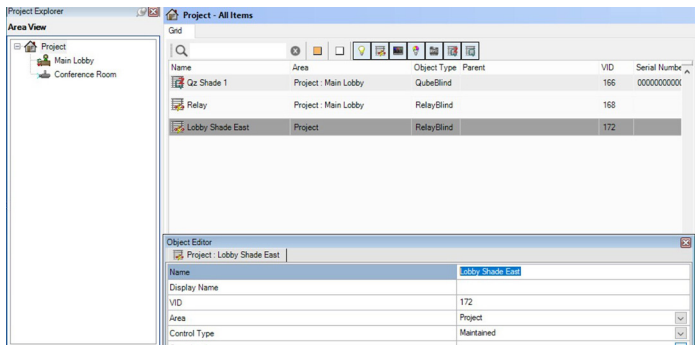 Project Explorer
Area View
Project
Main Lobby
Conference Room
Project - All Items
Grid
Name Area Object Type Parent VID Serial Numbe
Qz Shade 1 Project : Main Lobby QubeBlind 166 00000000000
Relay Project : Main Lobby RelayBlind 168
Lobby Shade East Project RelayBlind 172
Object Editor
Project : Lobby Shade East
Name Lobby Shade East
Display Name
VID 172
Area Project
Control Type Maintained